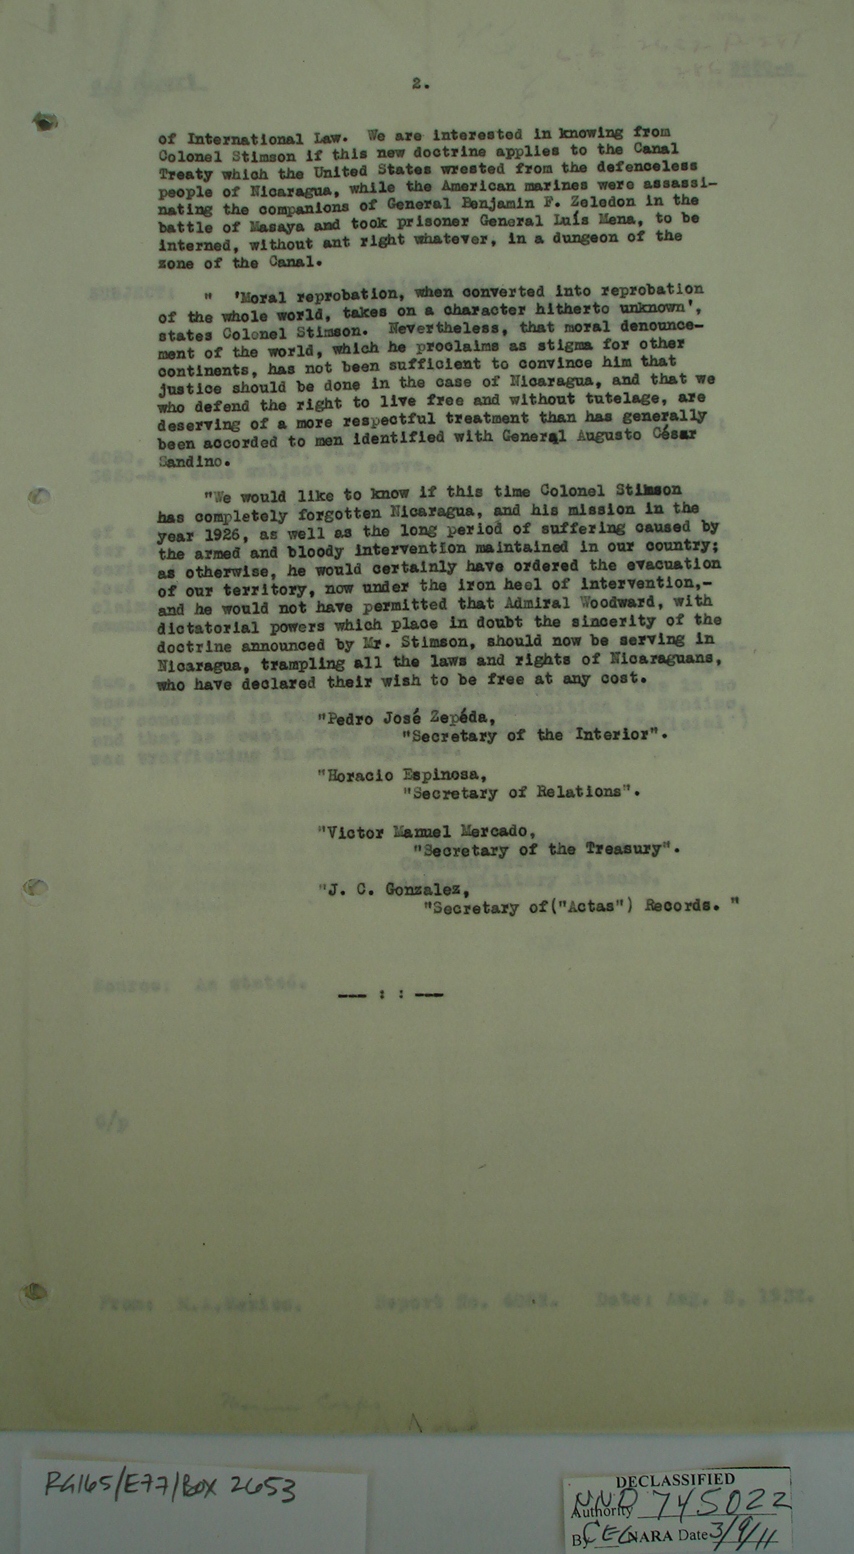 2.
of International Law. We are interested in knowing from
Colonel Stimson if this new doctrine applies to the Canal
Treaty which the United States wrested from the defenceless
people of Nicaragua, while the American marines were assassi-
nating the companions of General Benjamin F. Zeledon in the
battle of Masaya and took prisoner General Luís Mena, to be
interned, without ant right whatever, in a dungeon of the
zone of the Canal.
" 'Moral reprobation, when converted into reprobation
of the whole world, takes on a character hitherto unknown',
states Colonel Stimson. Nevertheless, that moral denounce-
ment of the world, which he proclaims as stigma for other
continents, has not been sufficient to convince him that
justice should be done in the case of Nicaragua, and that we
who defend the right to live free and without tutelage, are
deserving of a more respectful treatment than has generally
been accorded to men identified with General Augusto César
Sandino.
"We would like to know if this time Colonel Stimson
has completely forgotten Nicaragua, and his mission in the
year 1926, as well as the long period of suffering caused by
the armed and bloody intervention maintained in our country;
as otherwise, he would certainly have ordered the evacuation
of our territory, now under the iron heel of intervention,-
and he would not have permitted that Admiral Woodward, with
dictatorial powers which place in doubt the sincerity of the
doctrine announced by Mr. Stimson, should now be serving in
Nicaragua, trampling all the laws and rights of Nicaraguans,
who have declared their wish to be free at any cost.
"Pedro José Zepéda,
"Secretary of the Interior".
"Horacio Espinosa,
"Secretary of Relations".
"Victor Manuel Mercado,
"Secretary of the Treasury".
"J. C. Gonzalez,
"Secretary of("Actas") Records. "
Source: As stated.
--- : : ---
G/p
From: M.A. Mexico. Report No. Date: Aug. 1932.
RG165/E77/Box 2653
DECLASSIFIED
Authority NND 745022
By CEG NARA Date 3/9/11